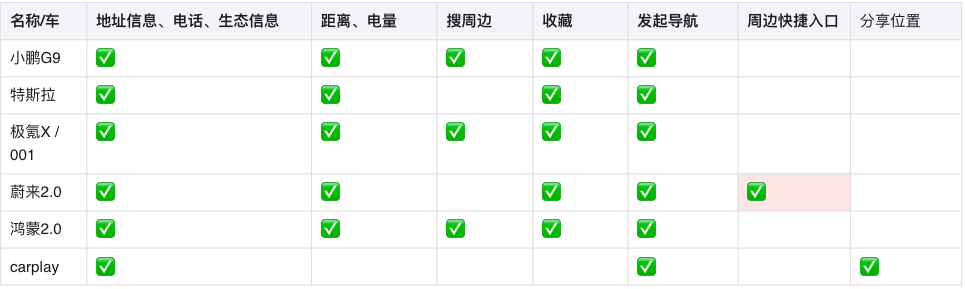 名称/车 地址信息、电话、生态信息 距离、电量 搜周边 收藏 发起导航 周边快捷入口 分享位置
小鹏G9 ✅ ✅ ✅ ✅ ✅
特斯拉 ✅ ✅ ✅ ✅
极氪X / ✅ ✅ ✅ ✅ ✅
001
蔚来2.0 ✅ ✅ ✅ ✅ ✅
鸿蒙2.0 ✅ ✅ ✅ ✅ ✅
carplay ✅ ✅ ✅